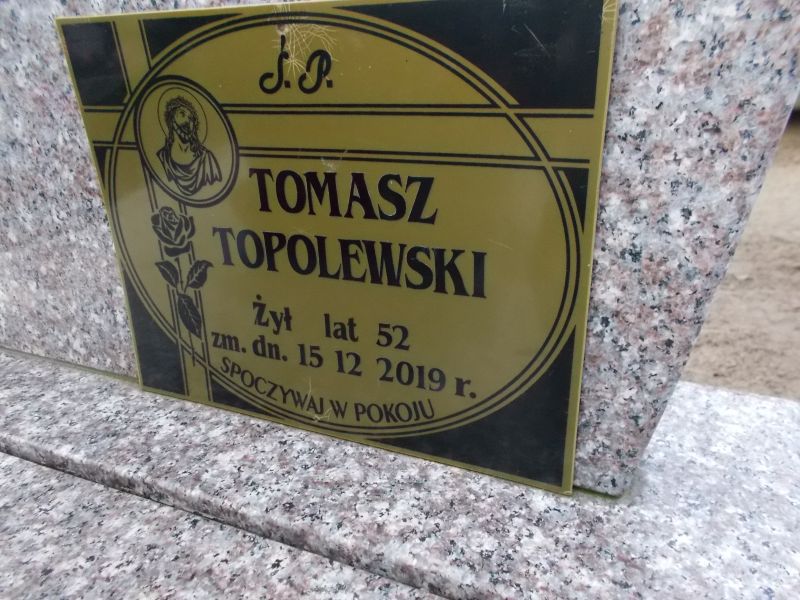 Ś. P.
TOMASZ
TOPOLEWSKI
Żył lat 52
zm. dn. 15 12 2019 r.
SPOCZYWAJ W POKOJU